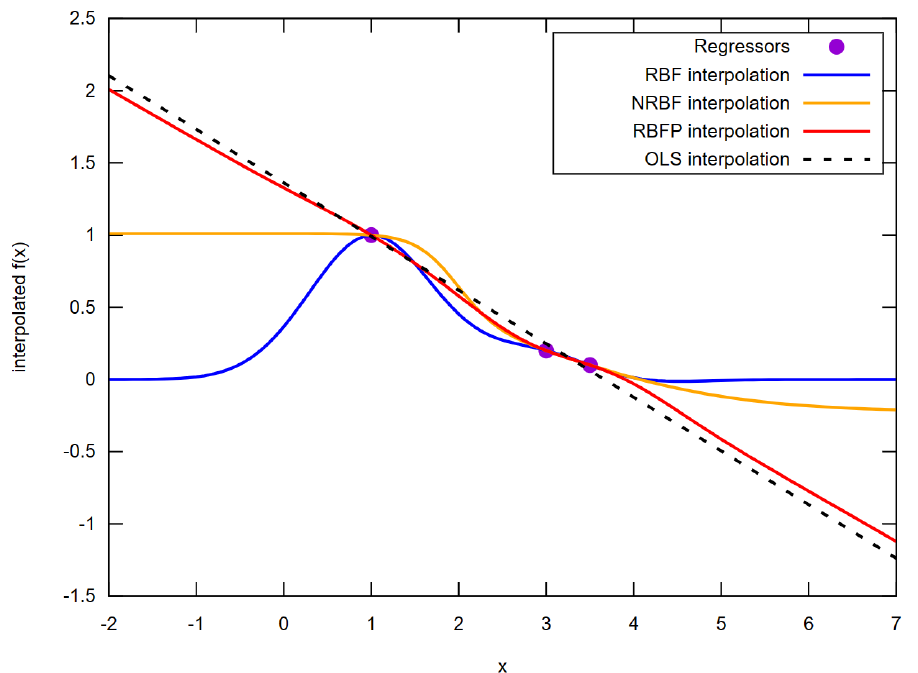 2.5
2
1.5
1
0.5
0
-0.5
-1
-1.5
interpolated f(x)
Regressors
RBF interpolation
NRBF interpolation
RBFP interpolation
OLS interpolation
-2 -1 0 1 2 3 4 5 6 7
x